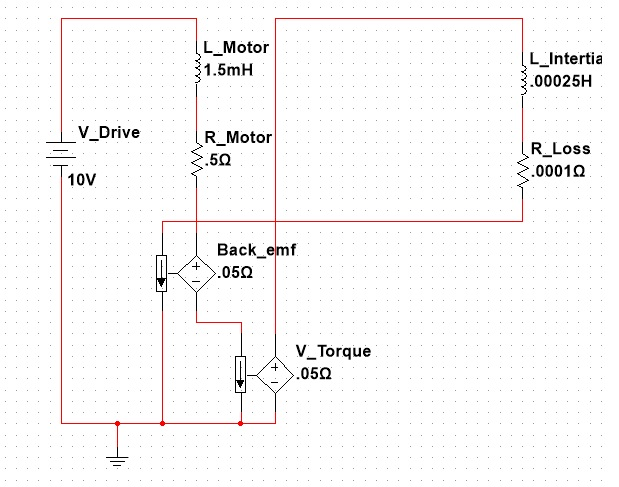 L_Motor
1.5mH
V_Drive
10V
R_Motor
.5Ω
L_Intertia
.00025H
R_Loss
.0001Ω
Back_emf
.05Ω
V_Torque
.05Ω